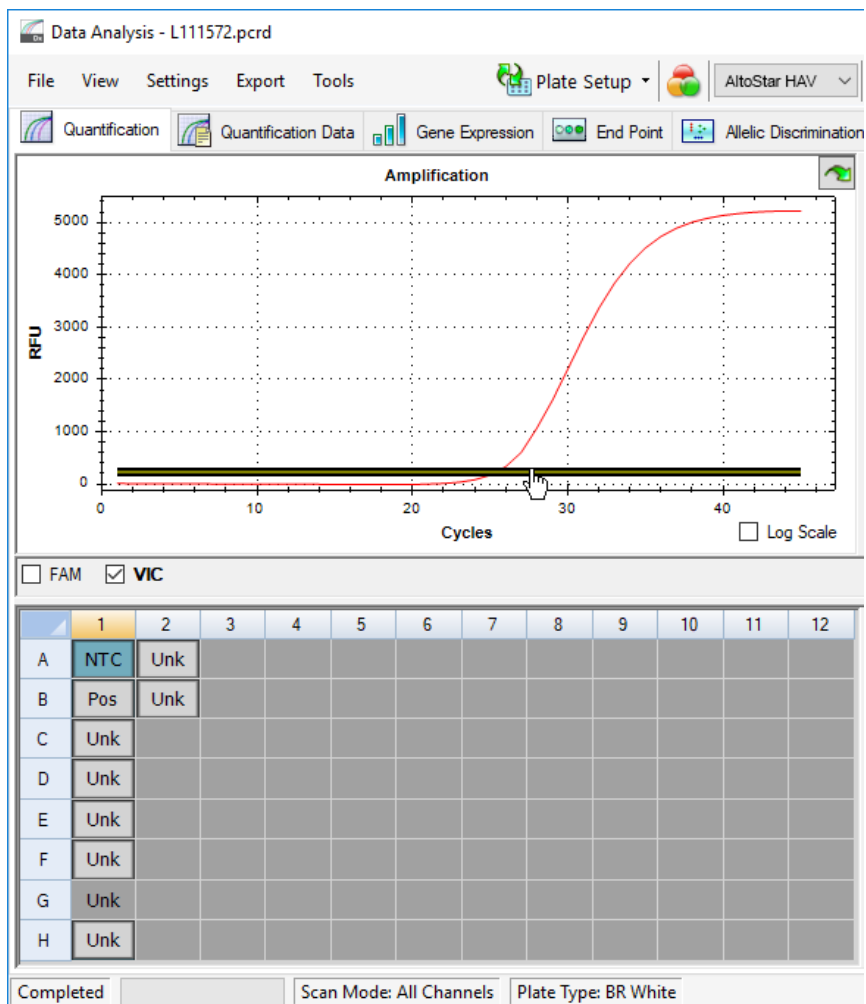 Data Analysis - L111572.pcrd
File View Settings Export Tools Plate Setup AltoStar HAV
Quantification Quantification Data Gene Expression End Point Allelic Discrimination
Amplification
5000
4000
3000
2000
1000
0
RFU
0 10 20 30 40
Cycles
Log Scale
FAM VIC
1 2 3 4 5 6 7 8 9 10 11 12
A NTC Unk
B Pos Unk
C Unk
D Unk
E Unk
F Unk
G Unk
H Unk
Completed Scan Mode: All Channels Plate Type: BR White